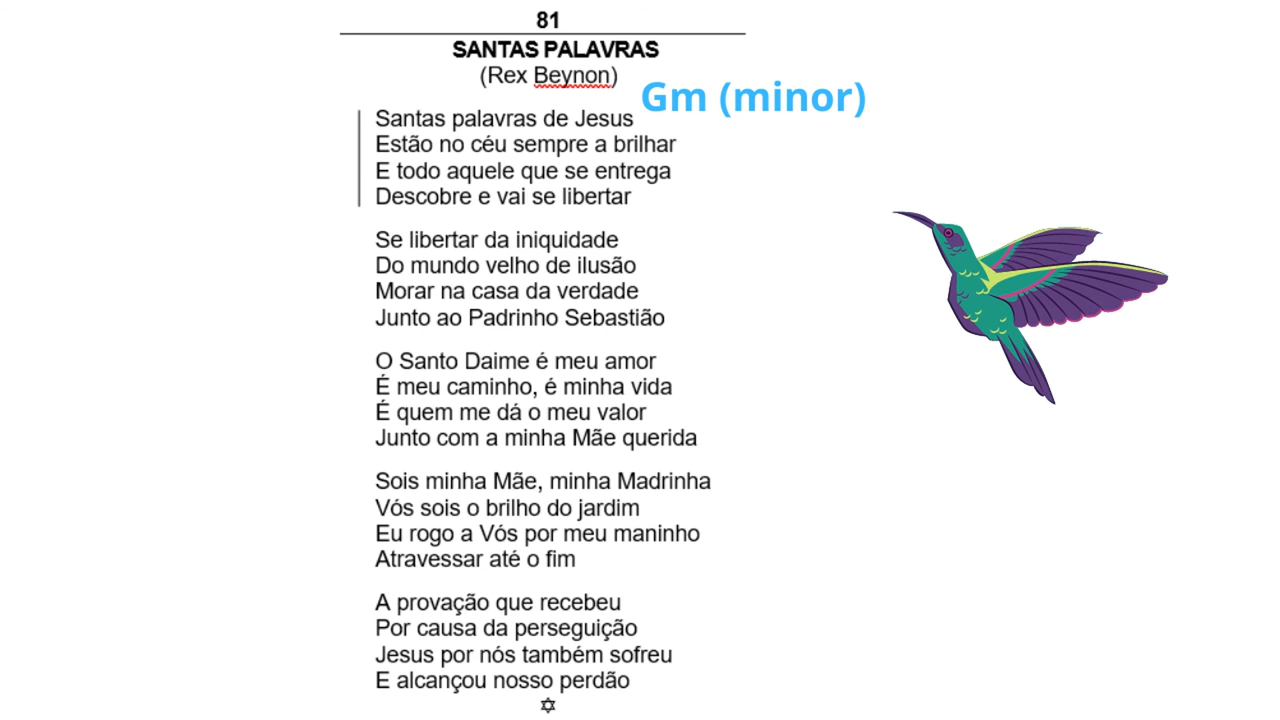 81
SANTAS PALAVRAS
(Rex Beynon)
Gm (minor)
Santas palavras de Jesus
Estão no céu sempre a brilhar
E todo aquele que se entrega
Descobre e vai se libertar
Se libertar da iniquidade
Do mundo velho de ilusão
Morar na casa da verdade
Junto ao Padrinho Sebastião
O Santo Daime é meu amor
É meu caminho, é minha vida
É quem me dá o meu valor
Junto com a minha Mãe querida
Sois minha Mãe, minha Madrinha
Vós sois o brilho do jardim
Eu rogo a Vós por meu maninho
Atravessar até o fim
A provação que recebeu
Por causa da perseguição
Jesus por nós também sofreu
E alcançou nosso perdão